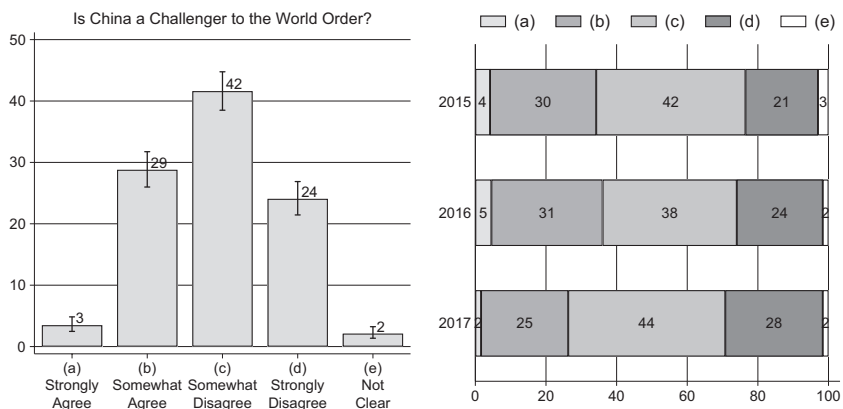 Is China a Challenger to the World Order?
50
40
30
20
10
0
3
29
42
24
2
(a) (b) (c) (d) (e)
Strongly Somewhat Somewhat Strongly Not
Agree Agree Disagree Disagree Clear
(a) (b) (c) (d) (e)
2015 4 30 42 21 3
2016 5 31 38 24 2
2017 2 25 44 28 2
0 20 40 60 80 100